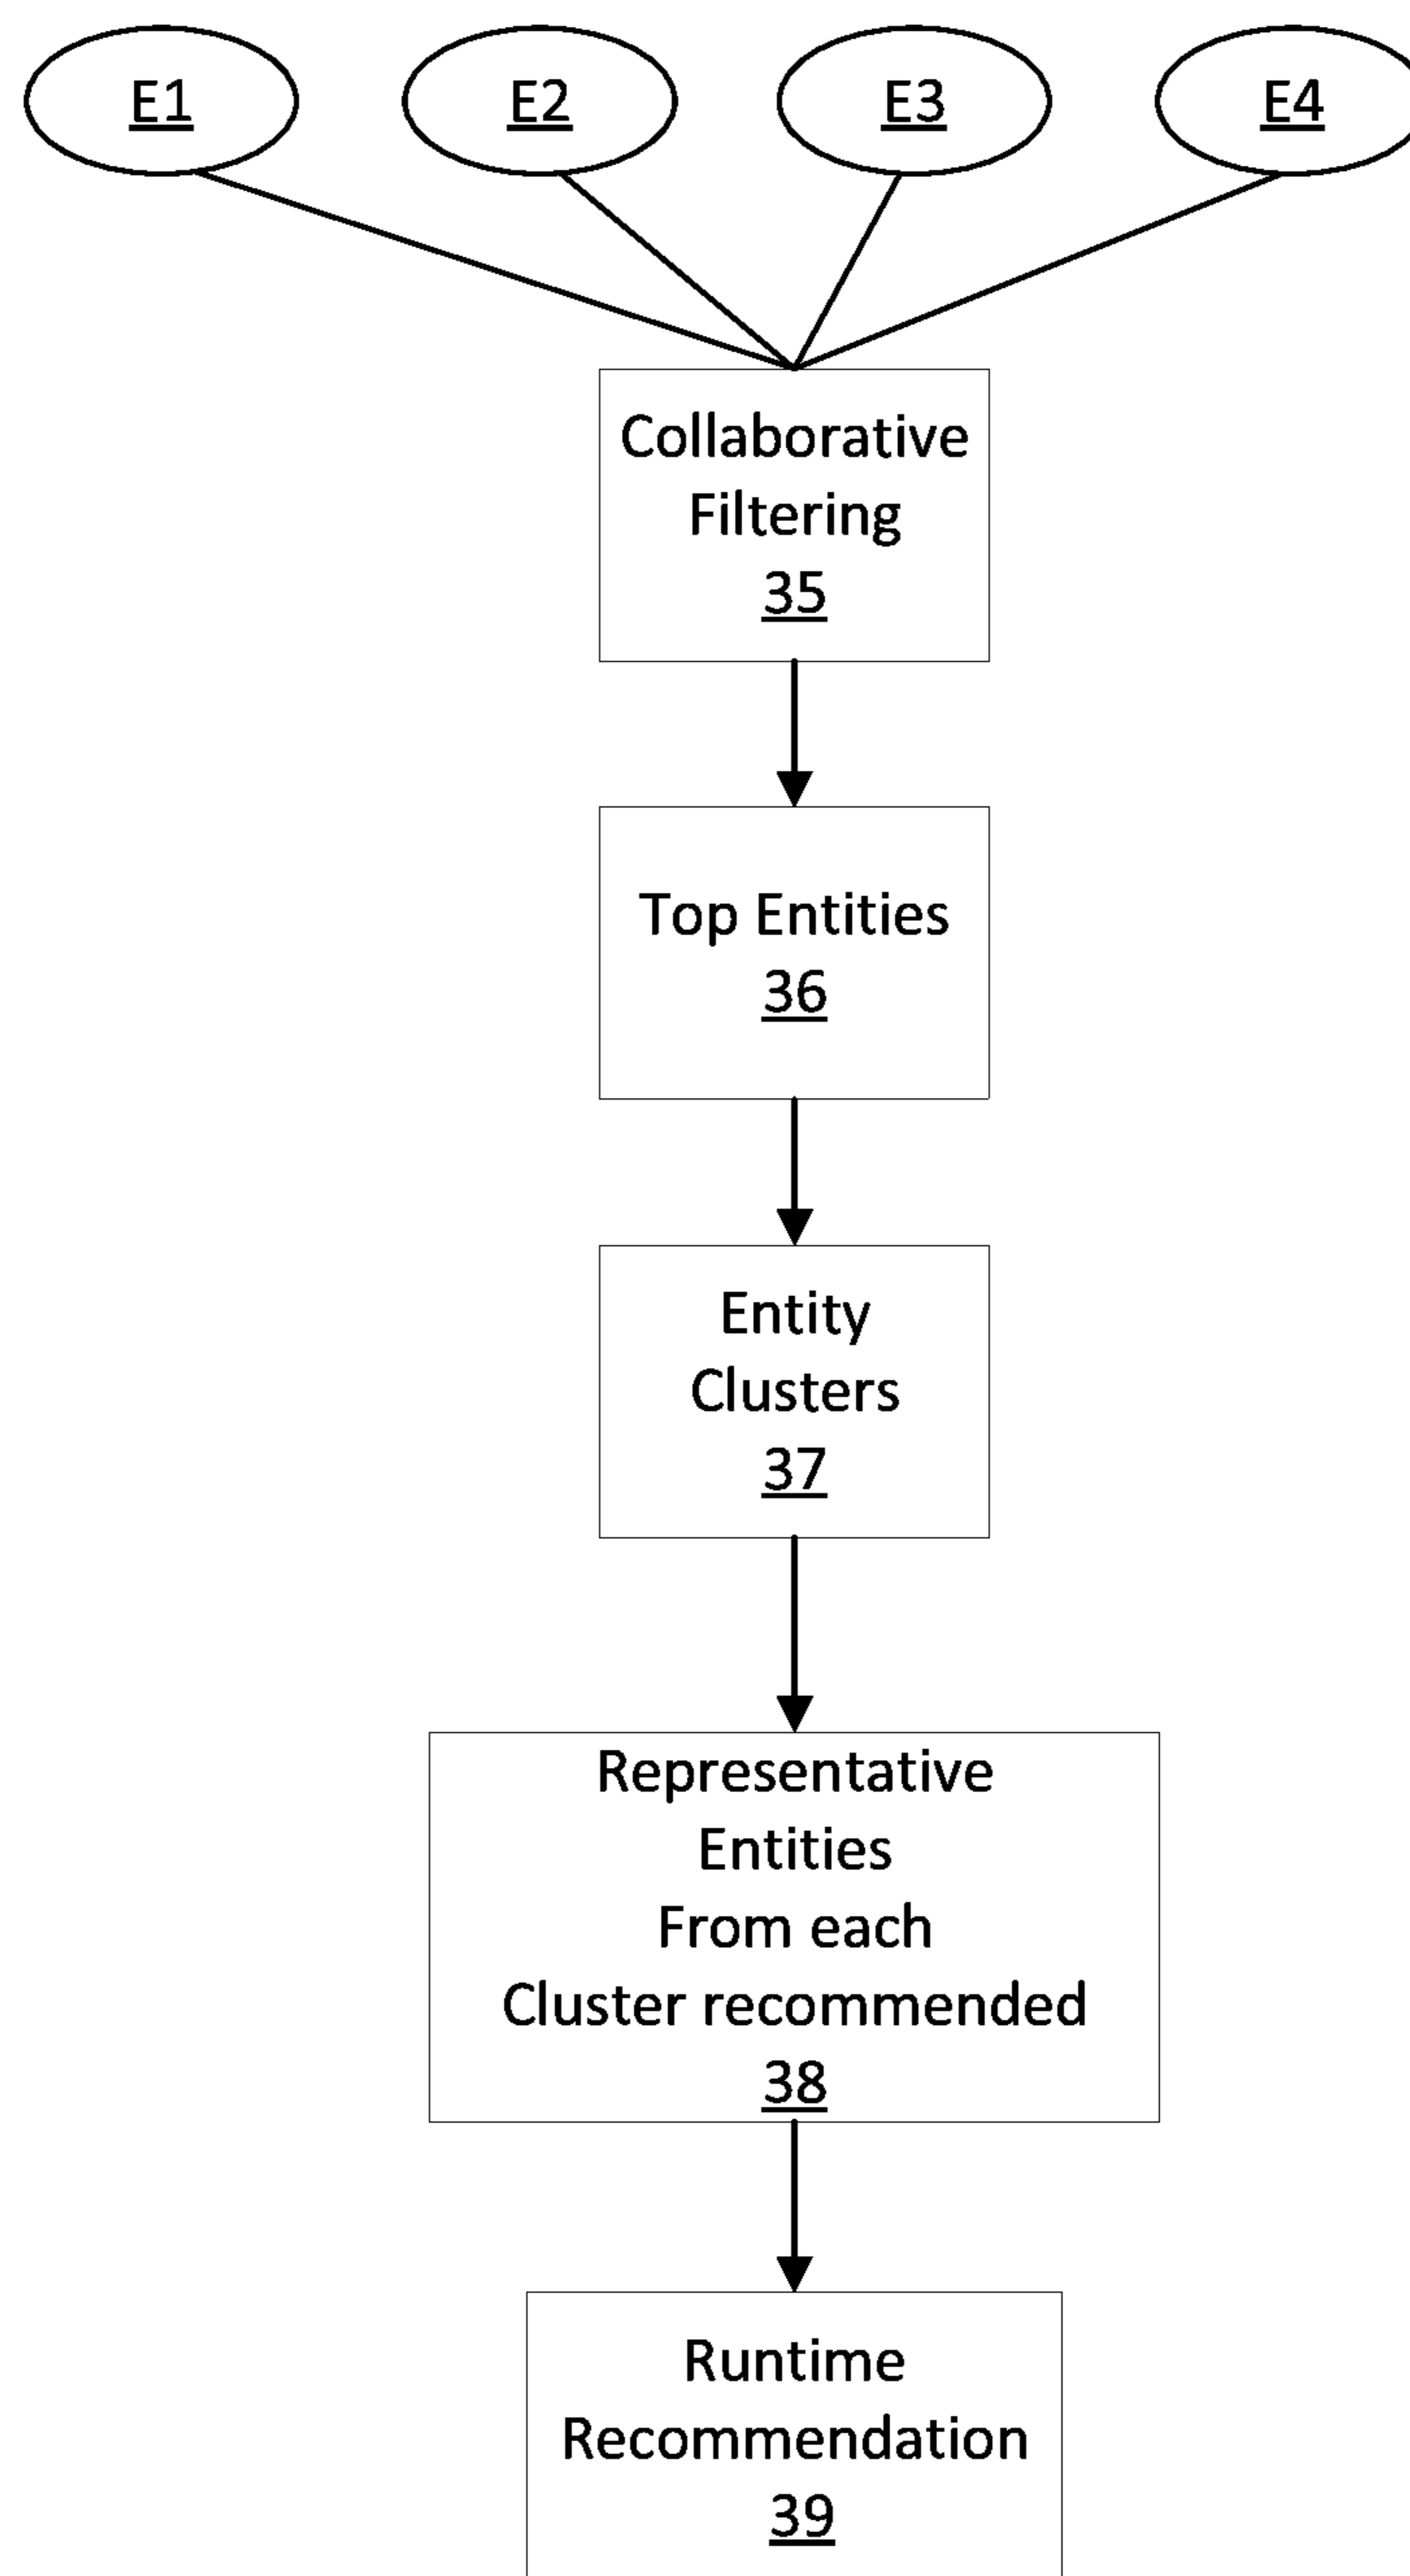 E1 E2 E3 E4
Collaborative
Filtering
35
Top Entities
36
Entity
Clusters
37
Representative
Entities
From each
Cluster recommended
38
Runtime
Recommendation
39